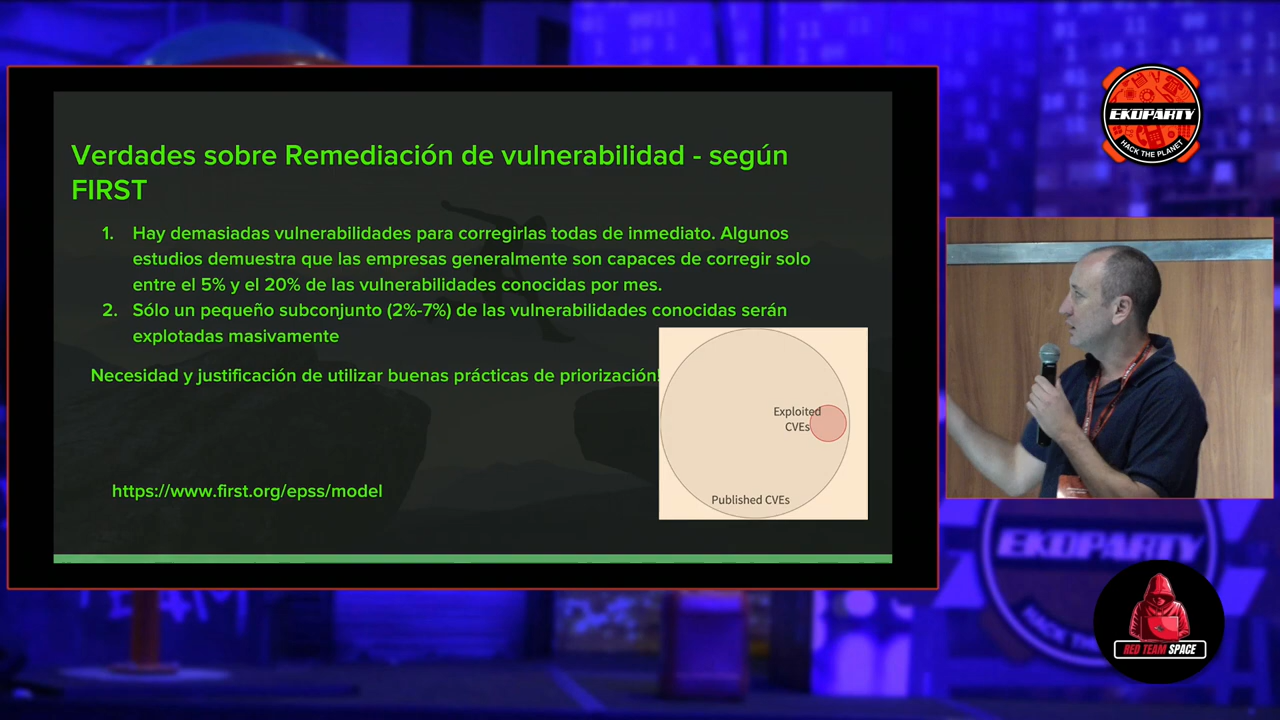 Verdades sobre Remediación de vulnerabilidad - según
FIRST
1. Hay demasiadas vulnerabilidades para corregirlas todas de inmediato. Algunos
estudios demuestra que las empresas generalmente son capaces de corregir solo
entre el 5% y el 20% de las vulnerabilidades conocidas por mes.
2. Sólo un pequeño subconjunto (2%-7%) de las vulnerabilidades conocidas serán
explotadas masivamente
Necesidad y justificación de utilizar buenas prácticas de priorización!
Exploited
CVEs
Published CVEs
https://www.first.org/epss/model
EKOPARTY
HACK THE PLANET
EKOPARTY
HACK THE
RED TEAM SPACE